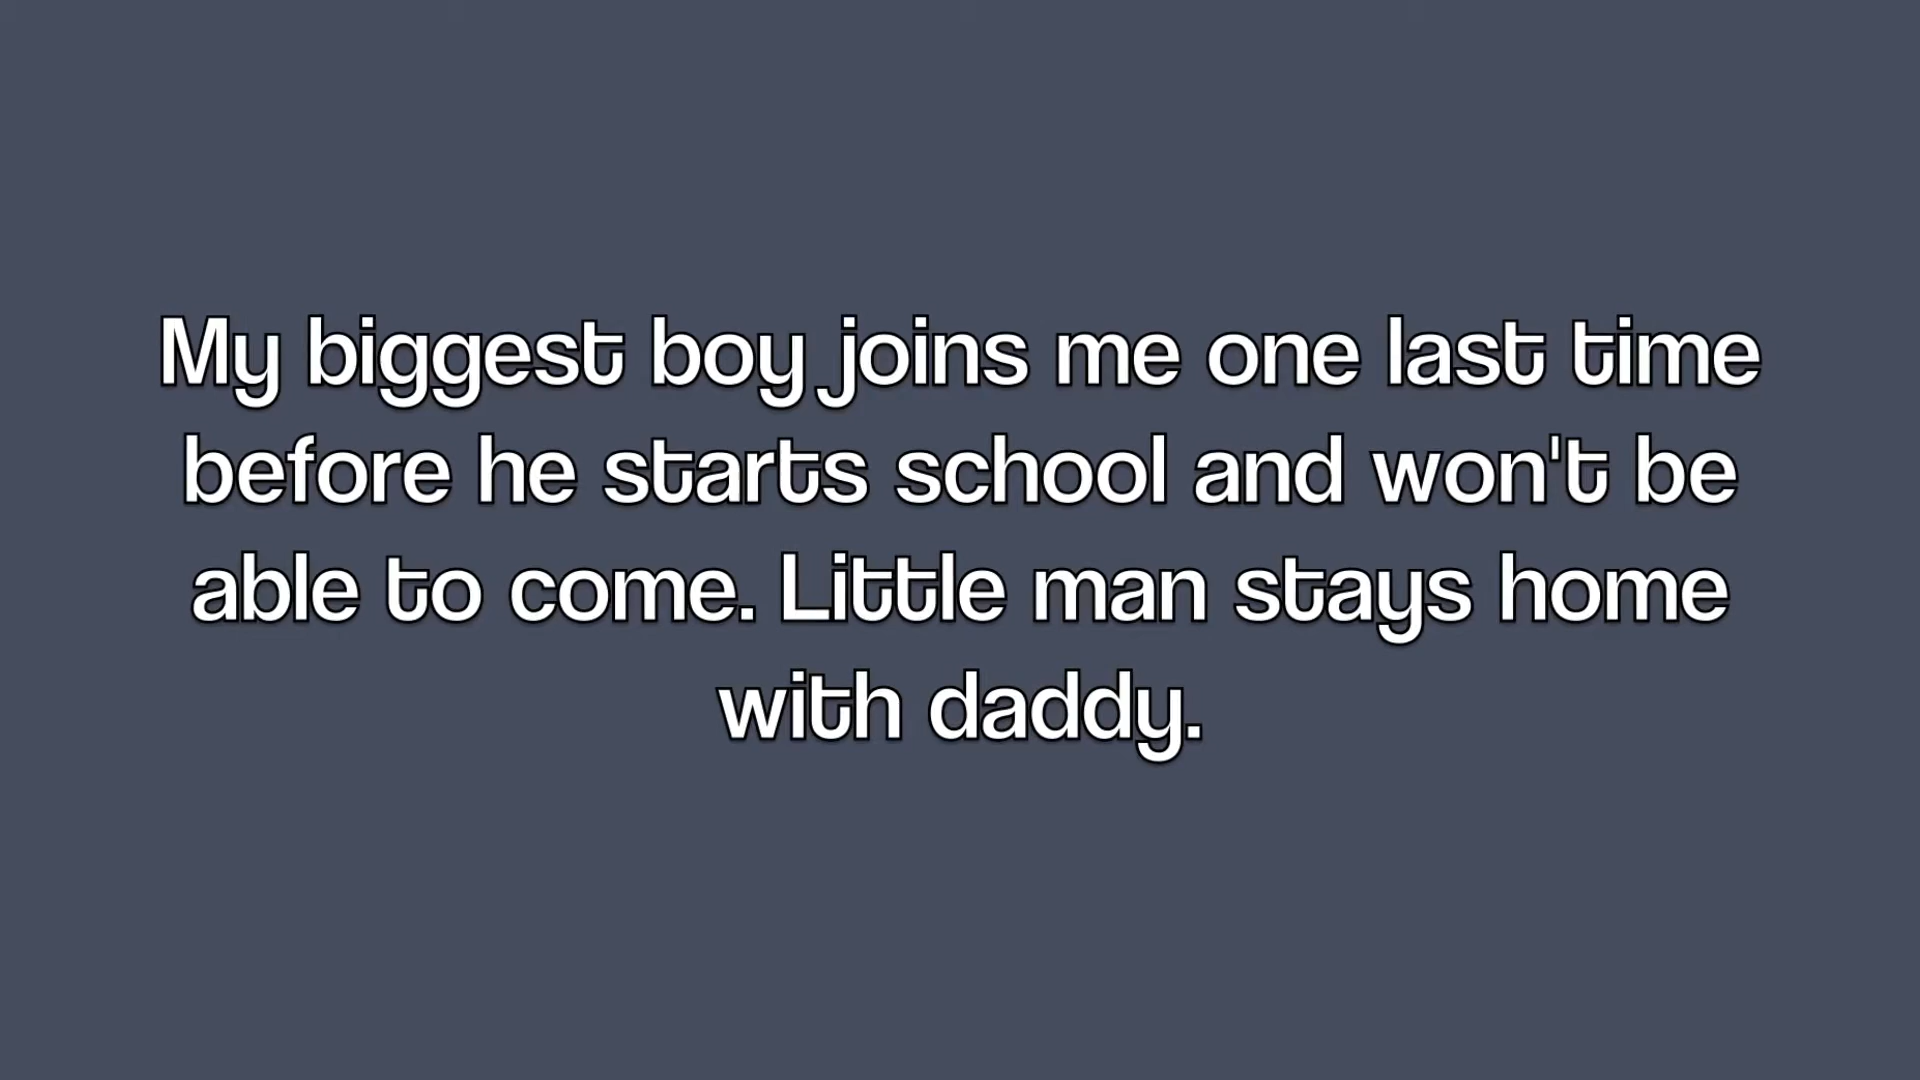 My biggest boy joins me one last time
before he starts school and won't be
able to come. Little man stays home
with daddy.